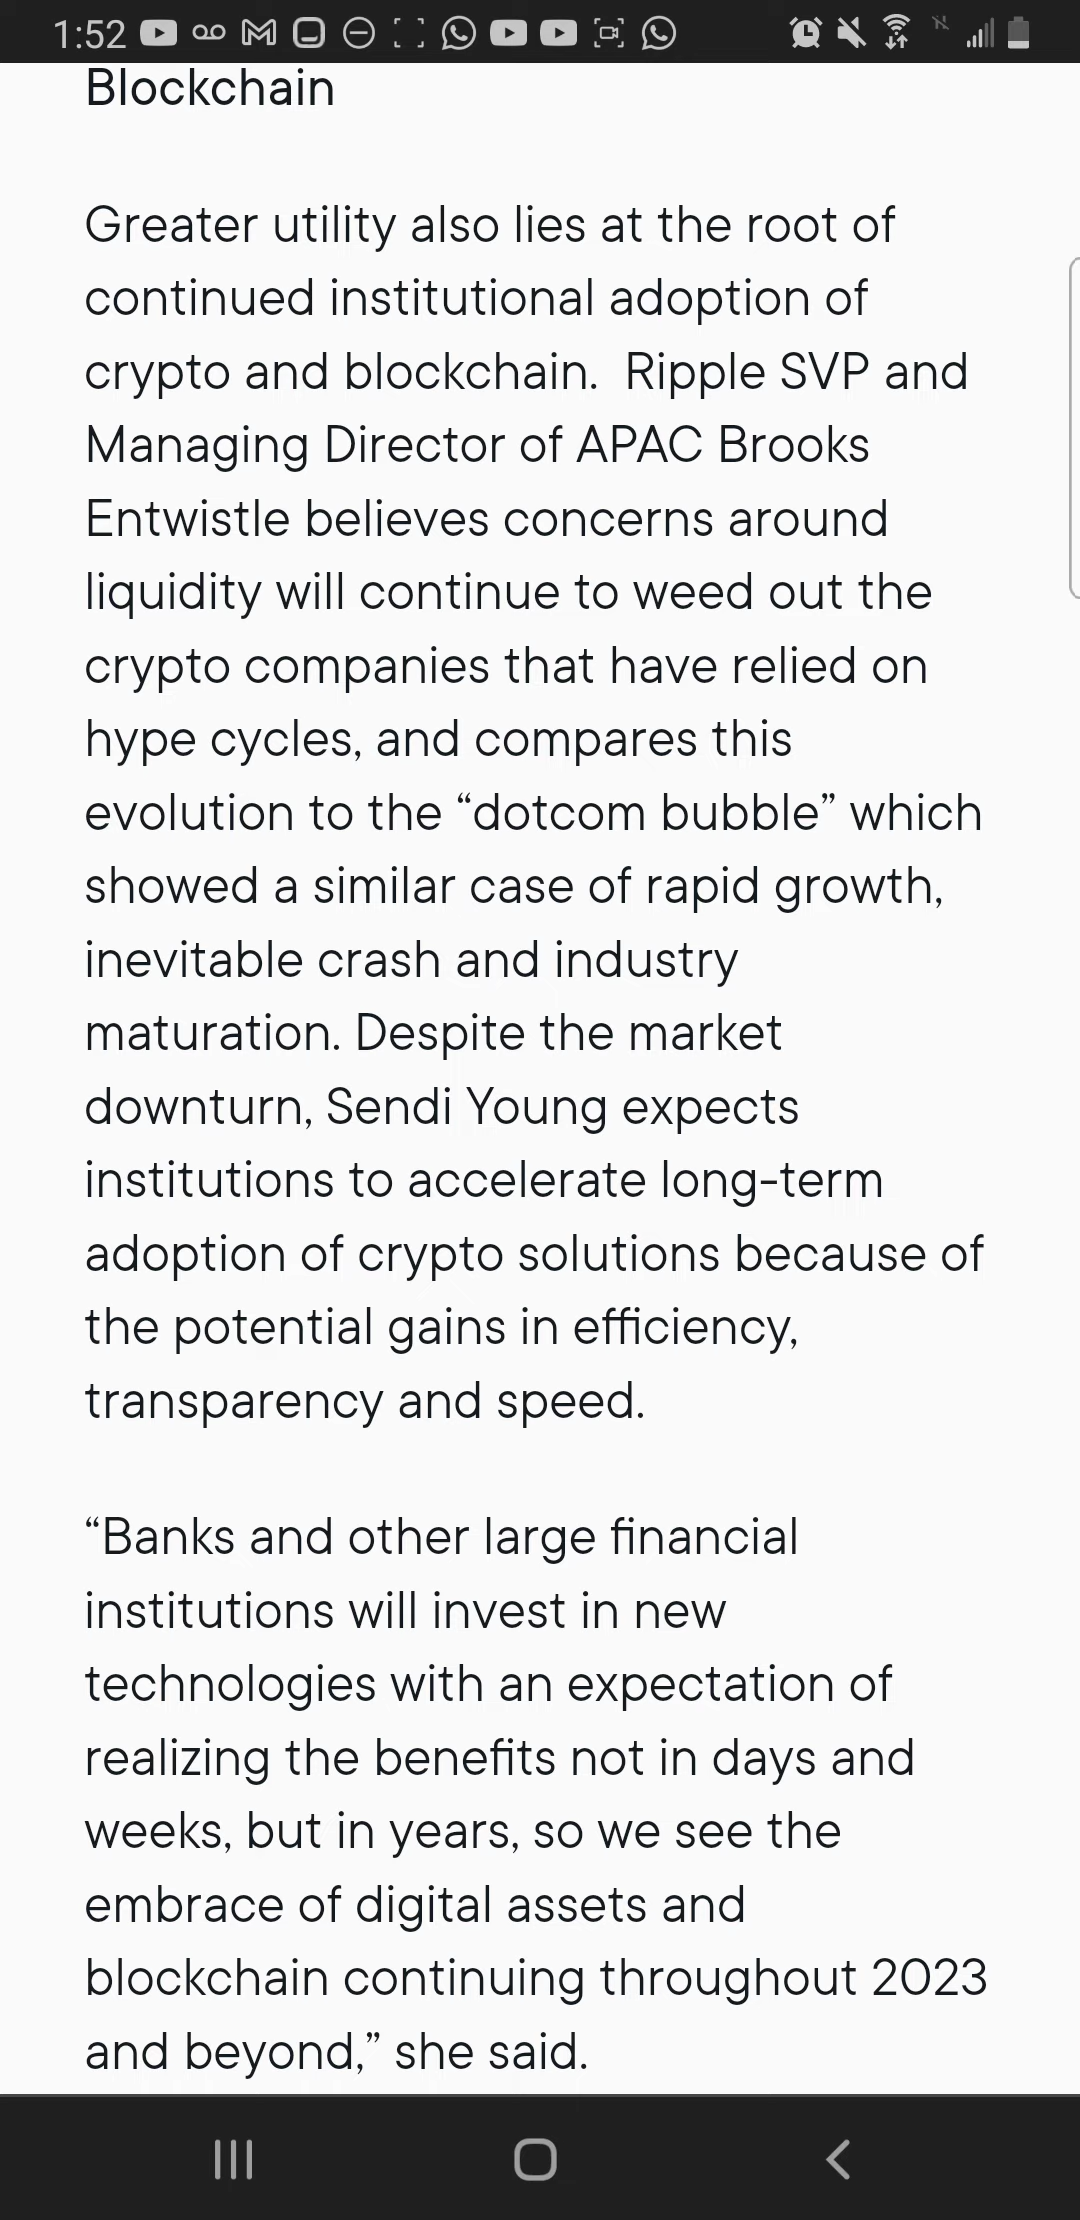 1:52
Blockchain
Greater utility also lies at the root of
continued institutional adoption of
crypto and blockchain.  Ripple SVP and
Managing Director of APAC Brooks
Entwistle believes concerns around
liquidity will continue to weed out the
crypto companies that have relied on
hype cycles, and compares this
evolution to the “dotcom bubble” which
showed a similar case of rapid growth,
inevitable crash and industry
maturation. Despite the market
downturn, Sendi Young expects
institutions to accelerate long-term
adoption of crypto solutions because of
the potential gains in efficiency,
transparency and speed.
“Banks and other large financial
institutions will invest in new
technologies with an expectation of
realizing the benefits not in days and
weeks, but in years, so we see the
embrace of digital assets and
blockchain continuing throughout 2023
and beyond,” she said.